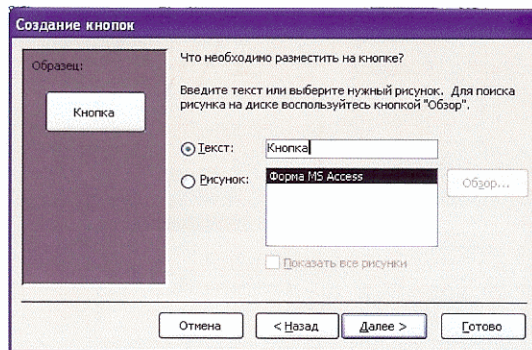 Создание кнопок
Образец:
Кнопка
Что необходимо разместить на кнопке?
Введите текст или выберите нужный рисунок. Для поиска
рисунка на диске воспользуйтесь кнопкой "Обзор".
Текст:
Кнопка
Рисунок:
Форма MS Access
Обзор...
Показать все рисунки
Отмена
< Назад
Далее >
Готово